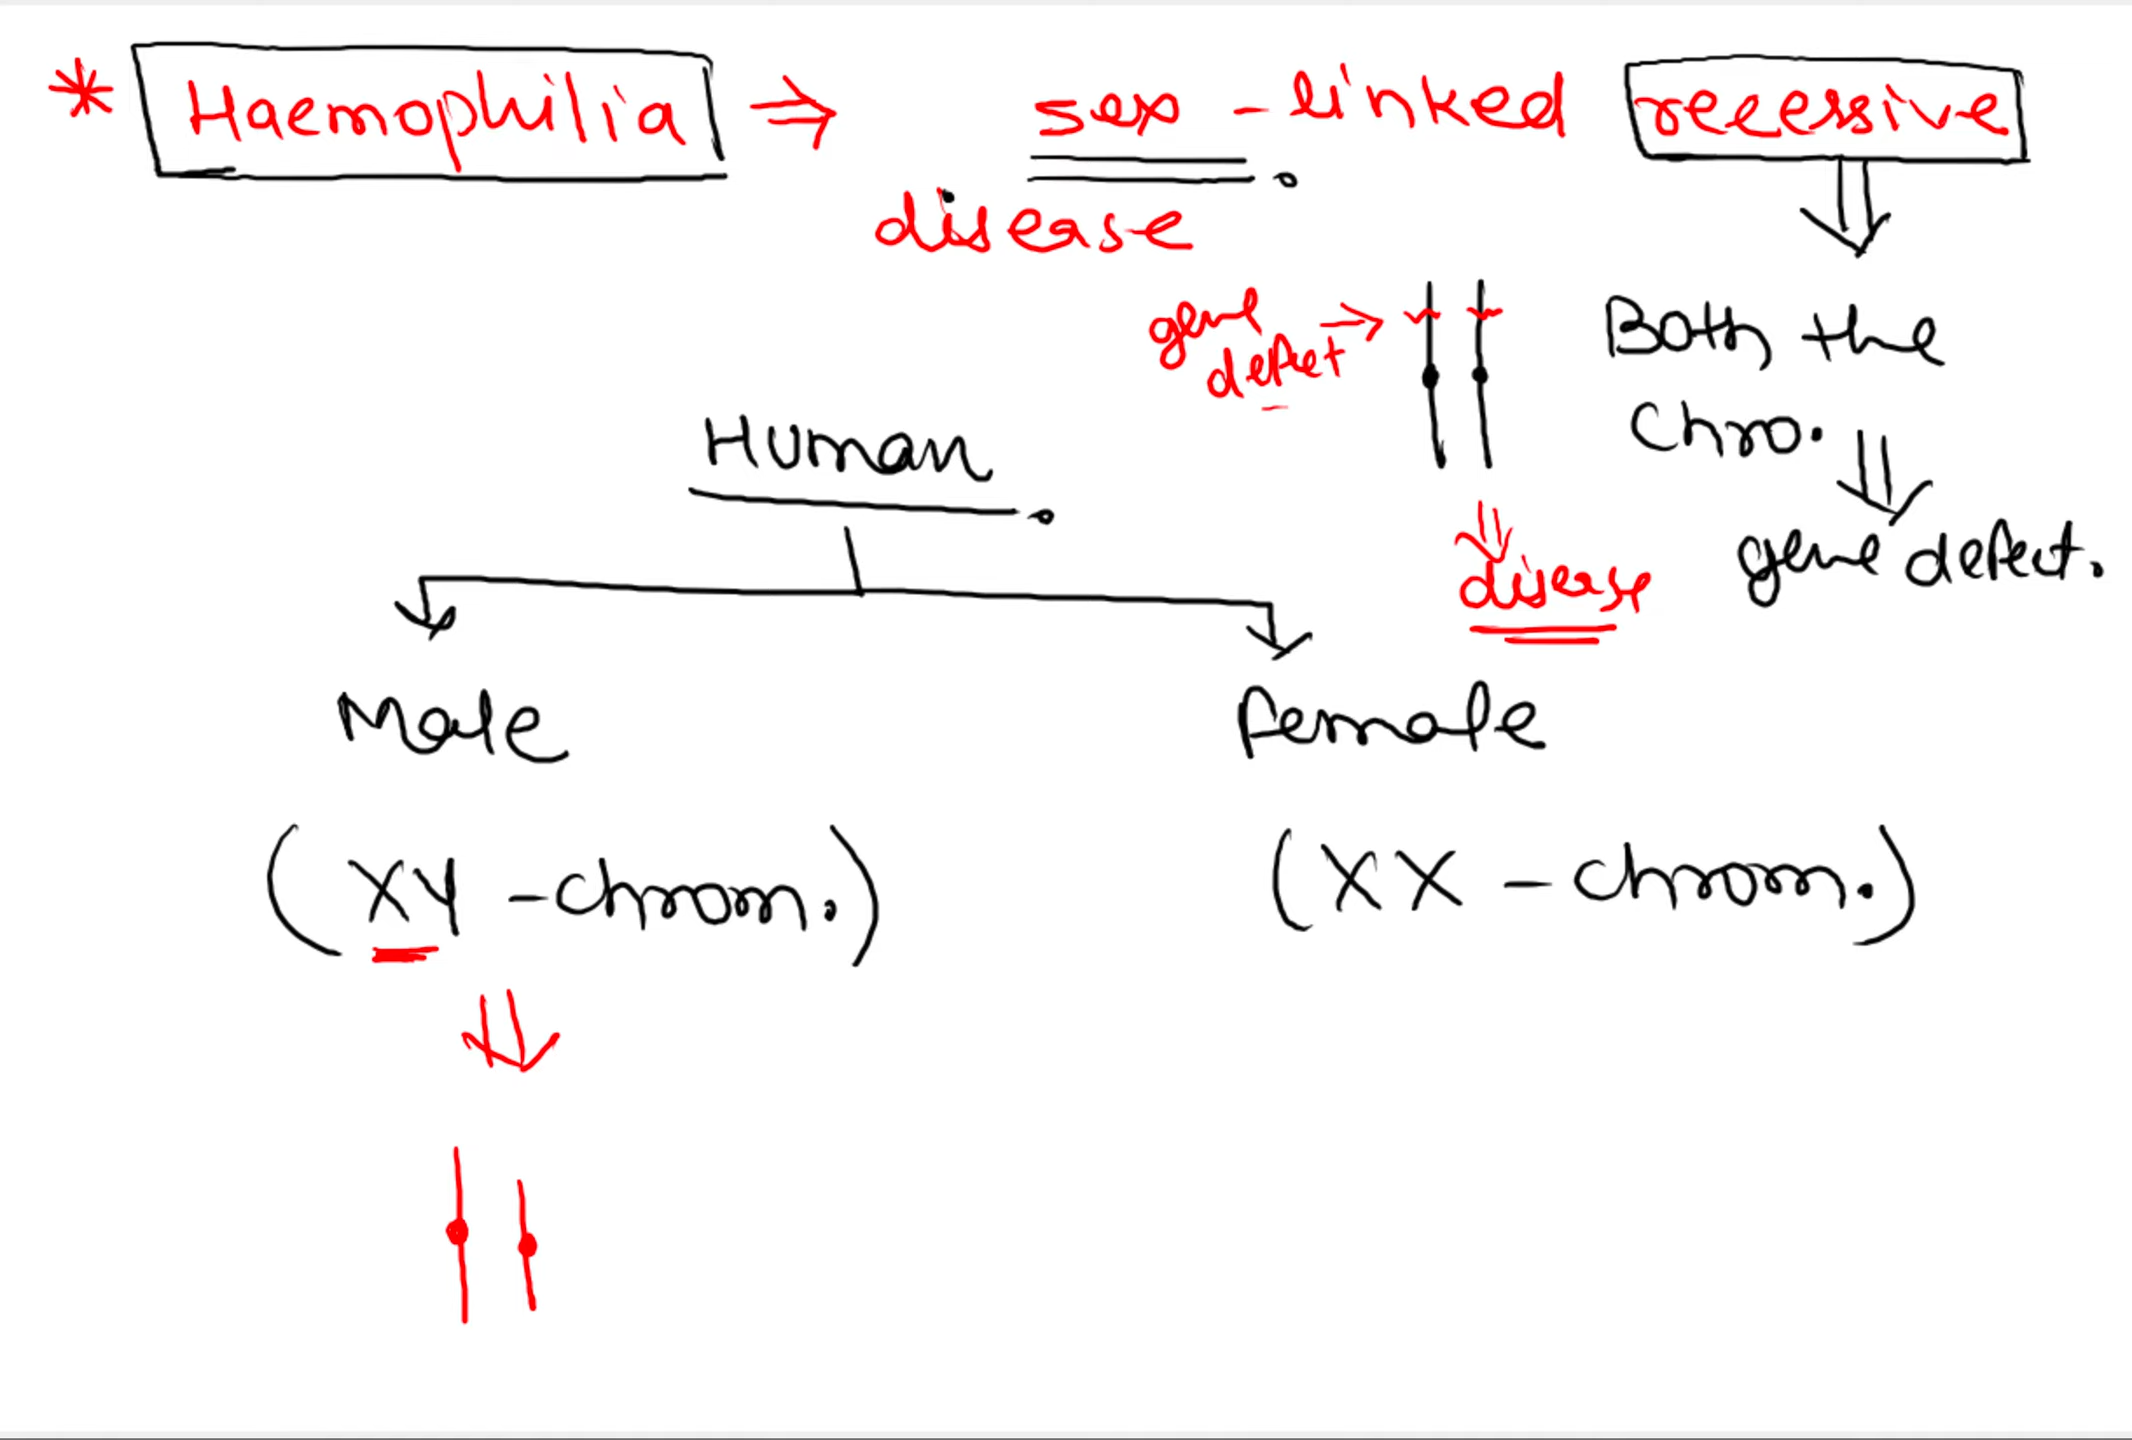 * Haemophilia ⇒ sex - linked recessive
disease
gene
defect →
disease
Both the
Chro.
gene defect.
Human
Male
Female
(XY - chrom.)
(XX - chrom.)